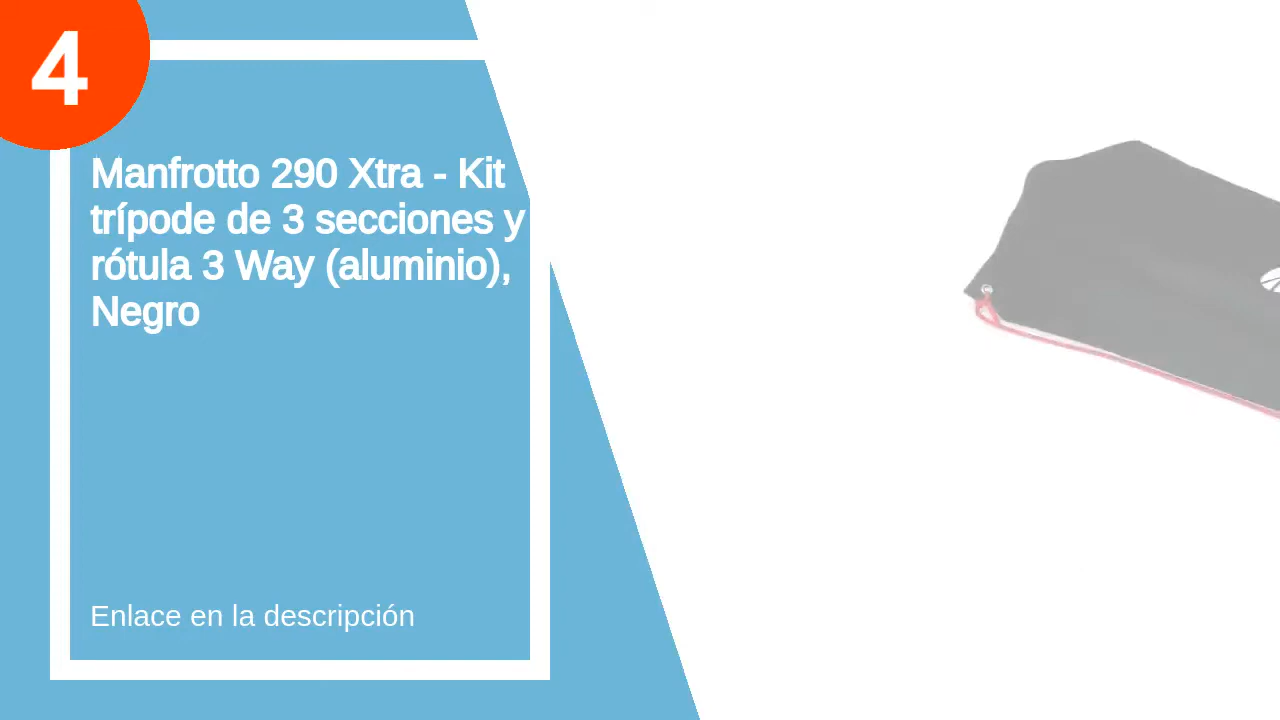 4
Manfrotto 290 Xtra - Kit
trípode de 3 secciones y
rótula 3 Way (aluminio),
Negro
Enlace en la descripción